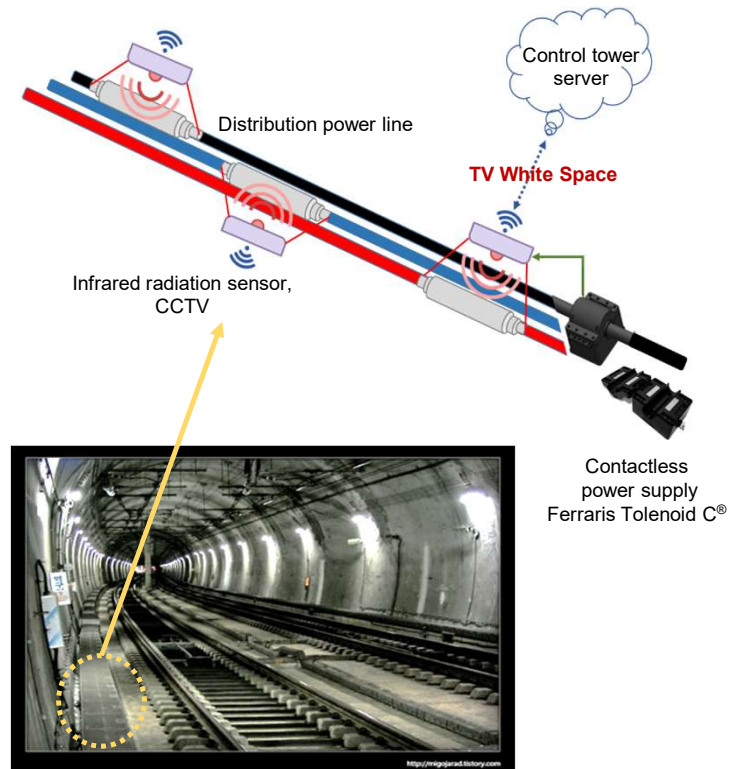 Control tower
server
Distribution power line
TV White Space
Infrared radiation sensor,
CCTV
Contactless
power supply
Ferraris Tolenoid C®
http://migojarad.tistory.com